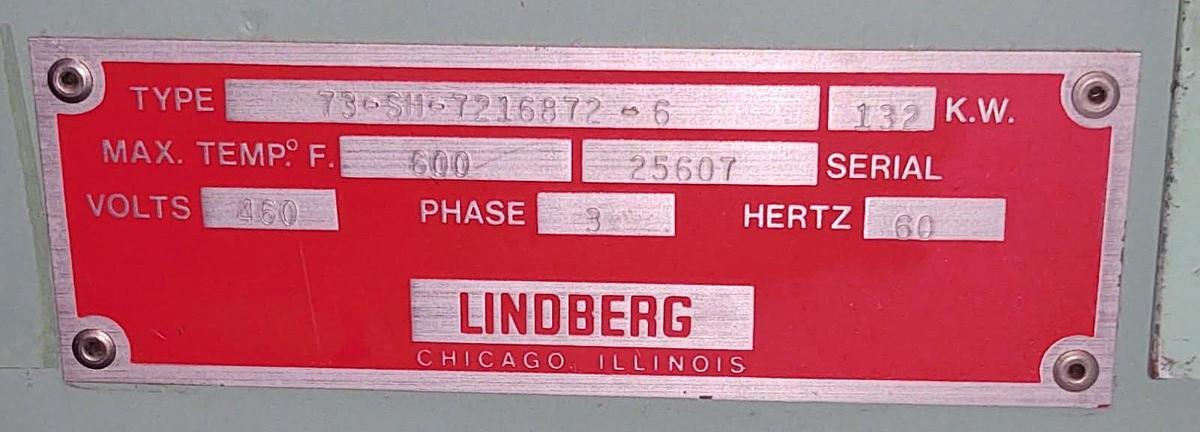 TYPE 73-SH-7216872-6 132 K.W.
MAX. TEMP.° F. 600 25607 SERIAL
VOLTS 460 PHASE 3 HERTZ 60
LINDBERG
CHICAGO, ILLINOIS